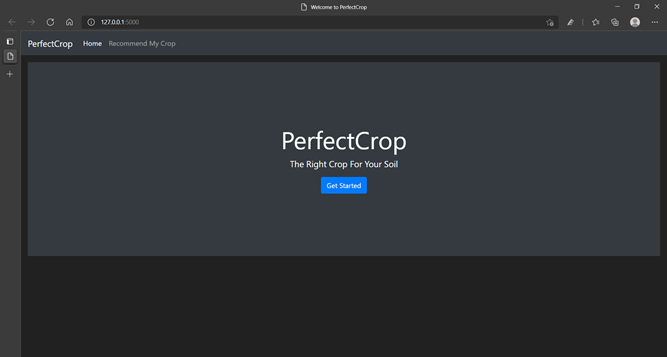 Welcome to PerfectCrop
127.0.0.1:5000
PerfectCrop Home Recommend My Crop
PerfectCrop
The Right Crop For Your Soil
Get Started